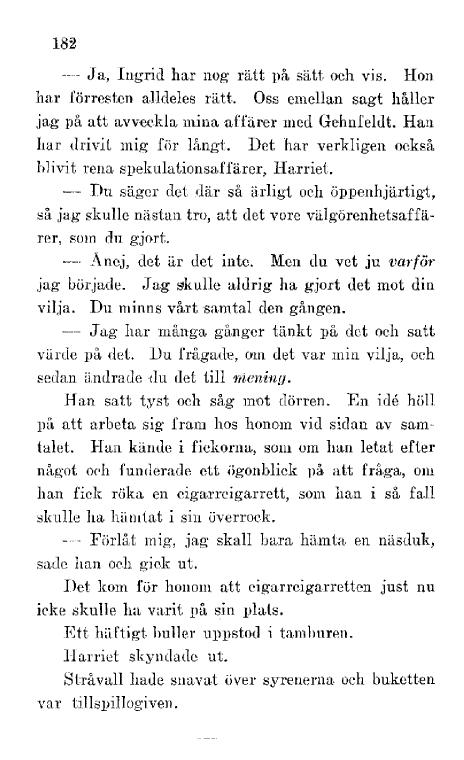 182
— Ja, Ingrid har nog rätt på sätt och vis. Hon
har förresten alldeles rätt. Oss emellan sagt håller
jag på att avveckla mina affärer med Gehnfeldt. Han
har drivit mig för långt. Det har verkligen också
blivit rena spekulationsaffärer, Harriet.
— Du säger det där så ärligt och öppenhjärtigt,
så jag skulle nästan tro, att det vore välgörenhetsaffä-
rer, som du gjort.
— Ånej, det är det inte. Men du vet ju varför
jag började. Jag skulle aldrig ha gjort det mot din
vilja. Du minns vårt samtal den gången.
— Jag har många gånger tänkt på det och satt
värde på det. Du frågade, om det var min vilja, och
sedan ändrade du det till mening.
Han satt tyst och såg mot dörren. En idé höll
på att arbeta sig fram hos honom vid sidan av sam-
talet. Han kände i fickorna, som om han letat efter
något och funderade ett ögonblick på att fråga, om
han fick röka en cigarrcigarrett, som han i så fall
skulle ha hämtat i sin överrock.
— Förlåt mig, jag skall bara hämta en näsduk,
sade han och gick ut.
Det kom för honom att cigarrcigarretten just nu
icke skulle ha varit på sin plats.
Ett häftigt buller uppstod i tamburen.
Harriet skyndade ut.
Stråvall hade snavat över syrenerna och buketten
var tillspillogiven.